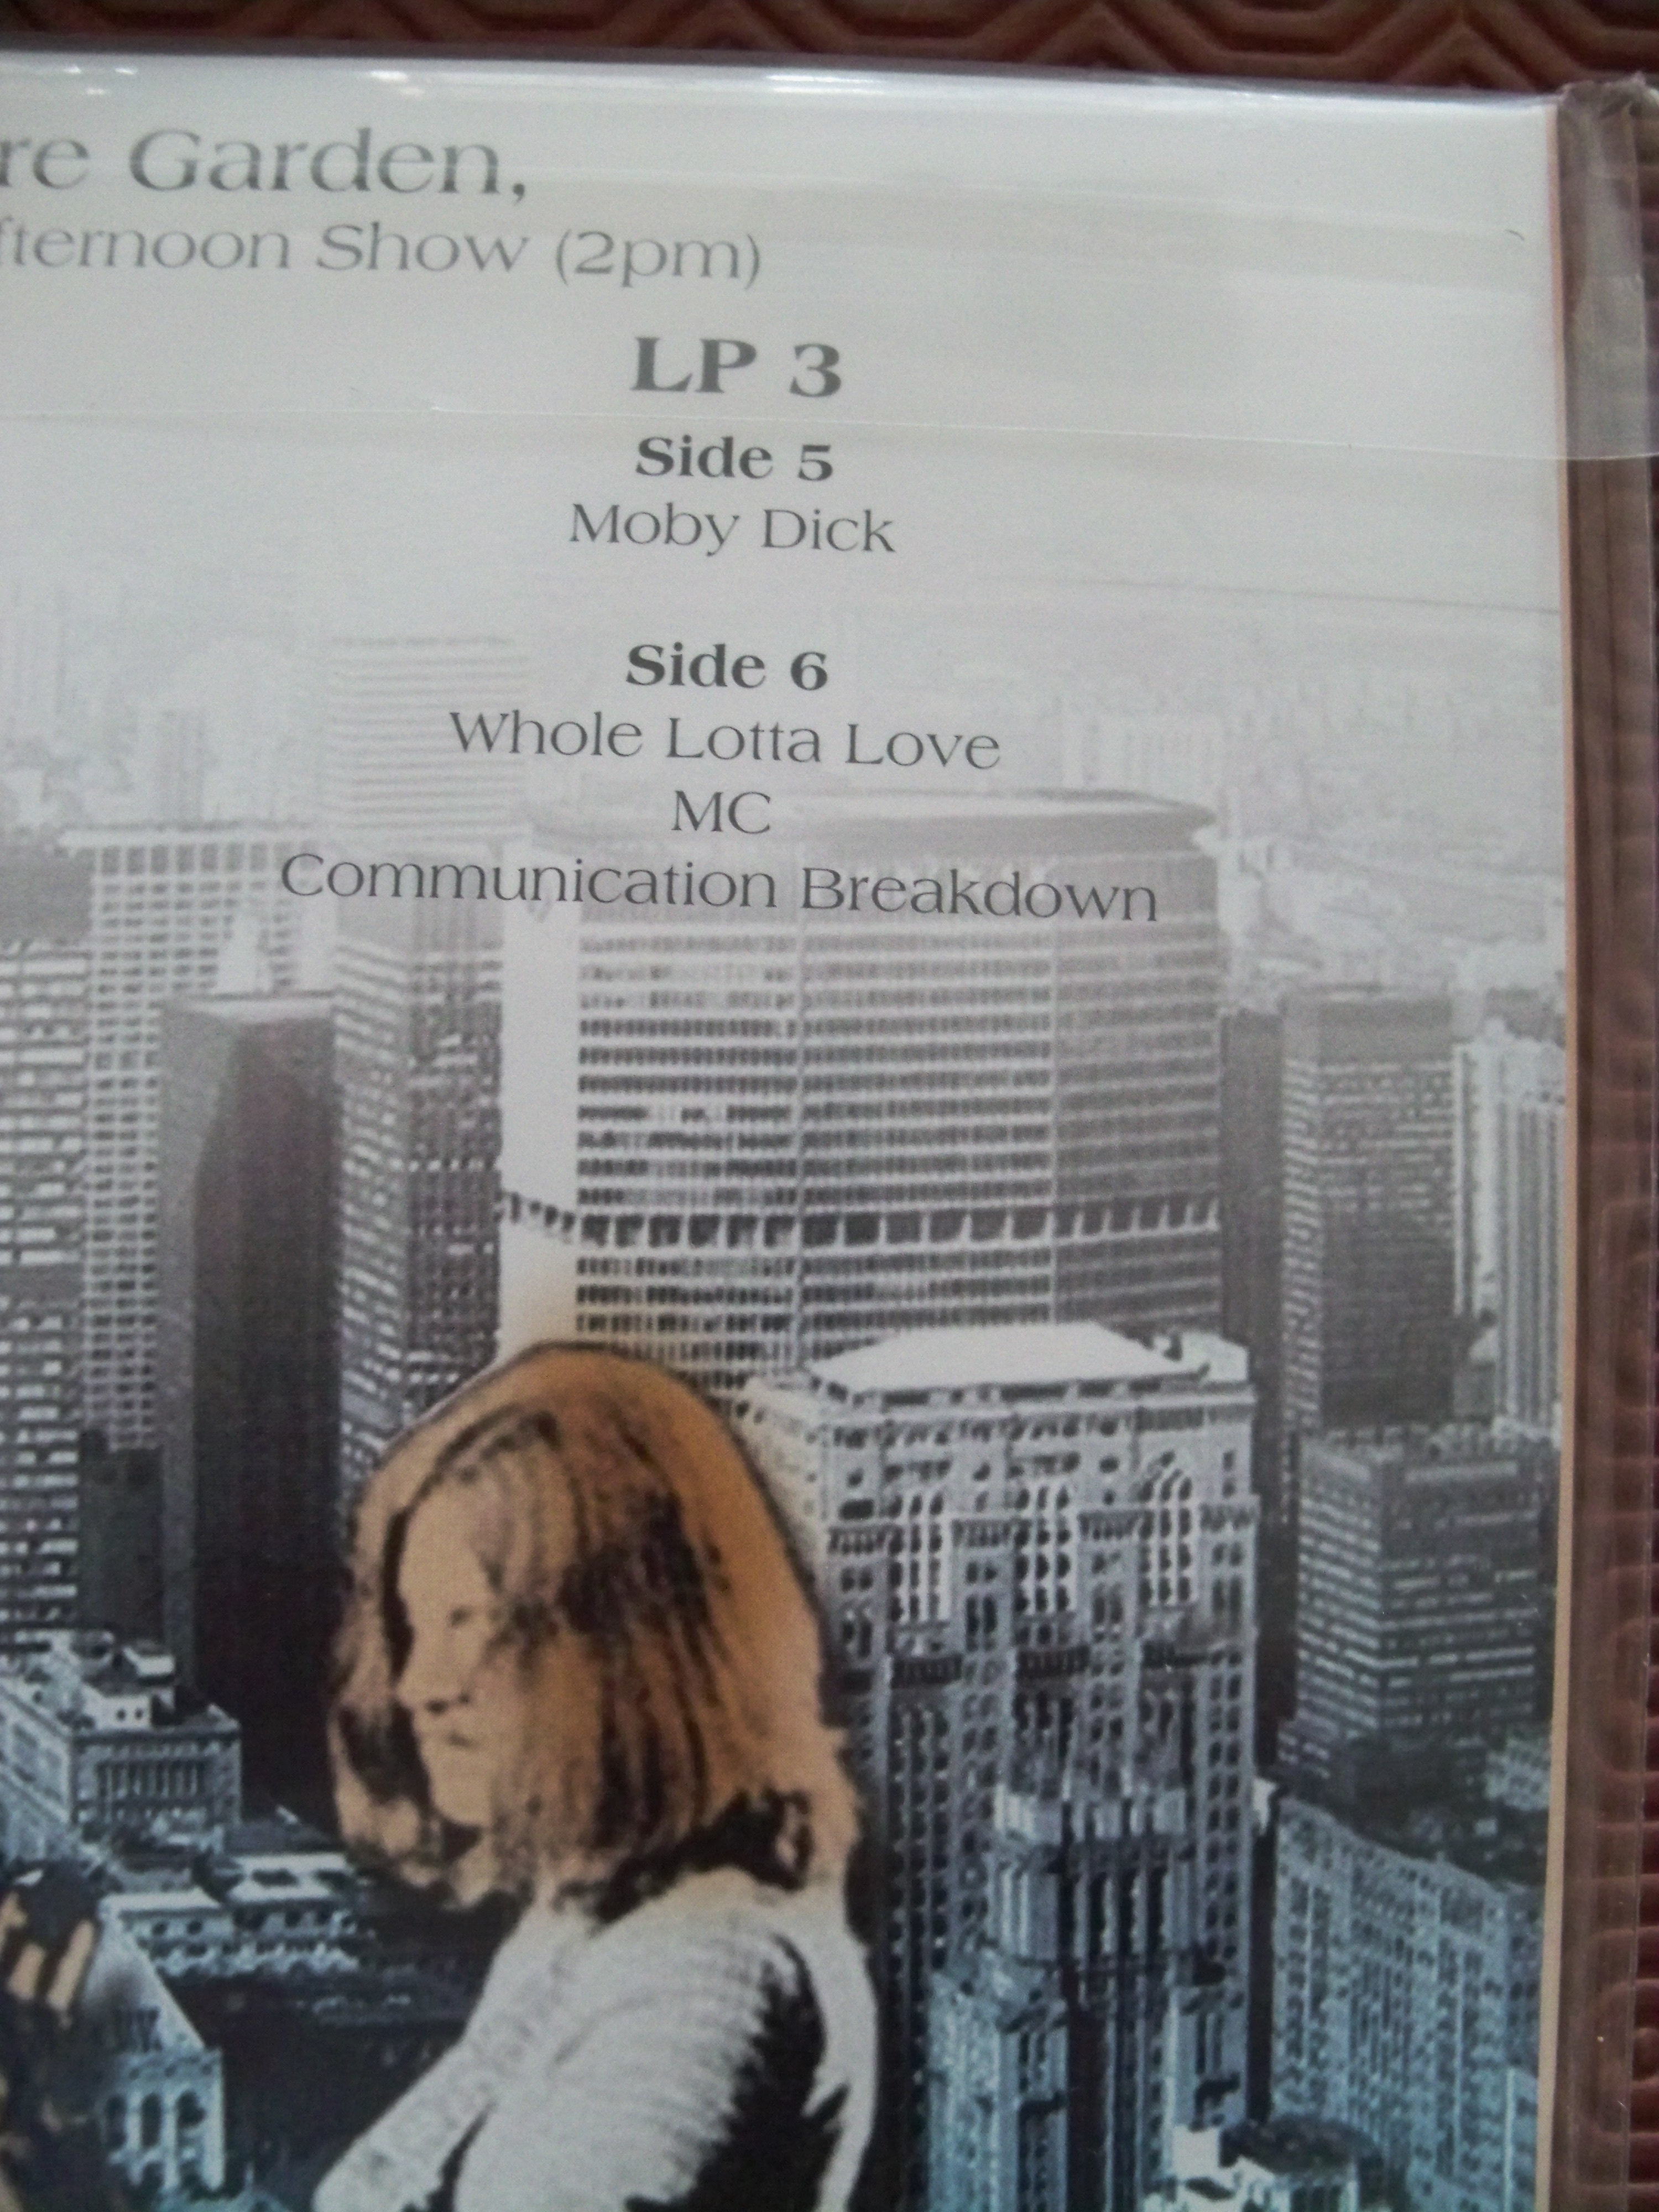 re Garden,
fternoon Show (2pm)
LP 3
Side 5
Moby Dick
Side 6
Whole Lotta Love
MC
Communication Breakdown